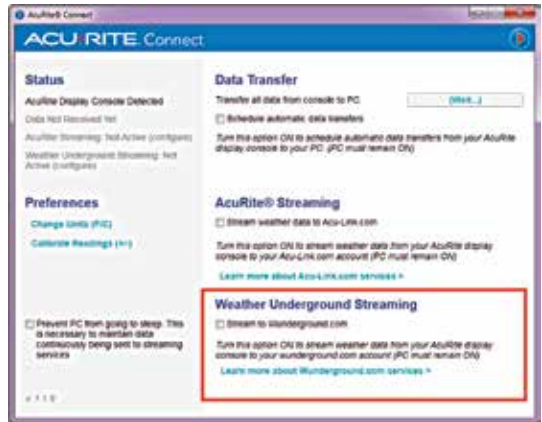 AcuRite® Connect
ACU RITE Connect
Status
AcuRite Display Console Detected
Data Not Received Yet
AcuRite Streaming: Not Active (configure)
Weather Underground Streaming: Not
Active (configure)
Preferences
Change Units (F/C)
Calibrate Readings (+/-)
Prevent PC from going to sleep. This
is necessary to maintain data
continuously being sent to streaming
services
v 1.1.0
Data Transfer
Transfer all data from console to PC
(Wait...)
Schedule automatic data transfers
Turn this option ON to schedule automatic data transfers from your AcuRite
display console to your PC. (PC must remain ON)
AcuRite® Streaming
Stream weather data to Acu-Link.com
Turn this option ON to stream weather data from your AcuRite display
console to your Acu-Link.com account (PC must remain ON)
Learn more about Acu-Link.com services >
Weather Underground Streaming
Stream to Wunderground.com
Turn this option ON to stream weather data from your AcuRite display
console to your wunderground.com account (PC must remain ON)
Learn more about Wunderground.com services >